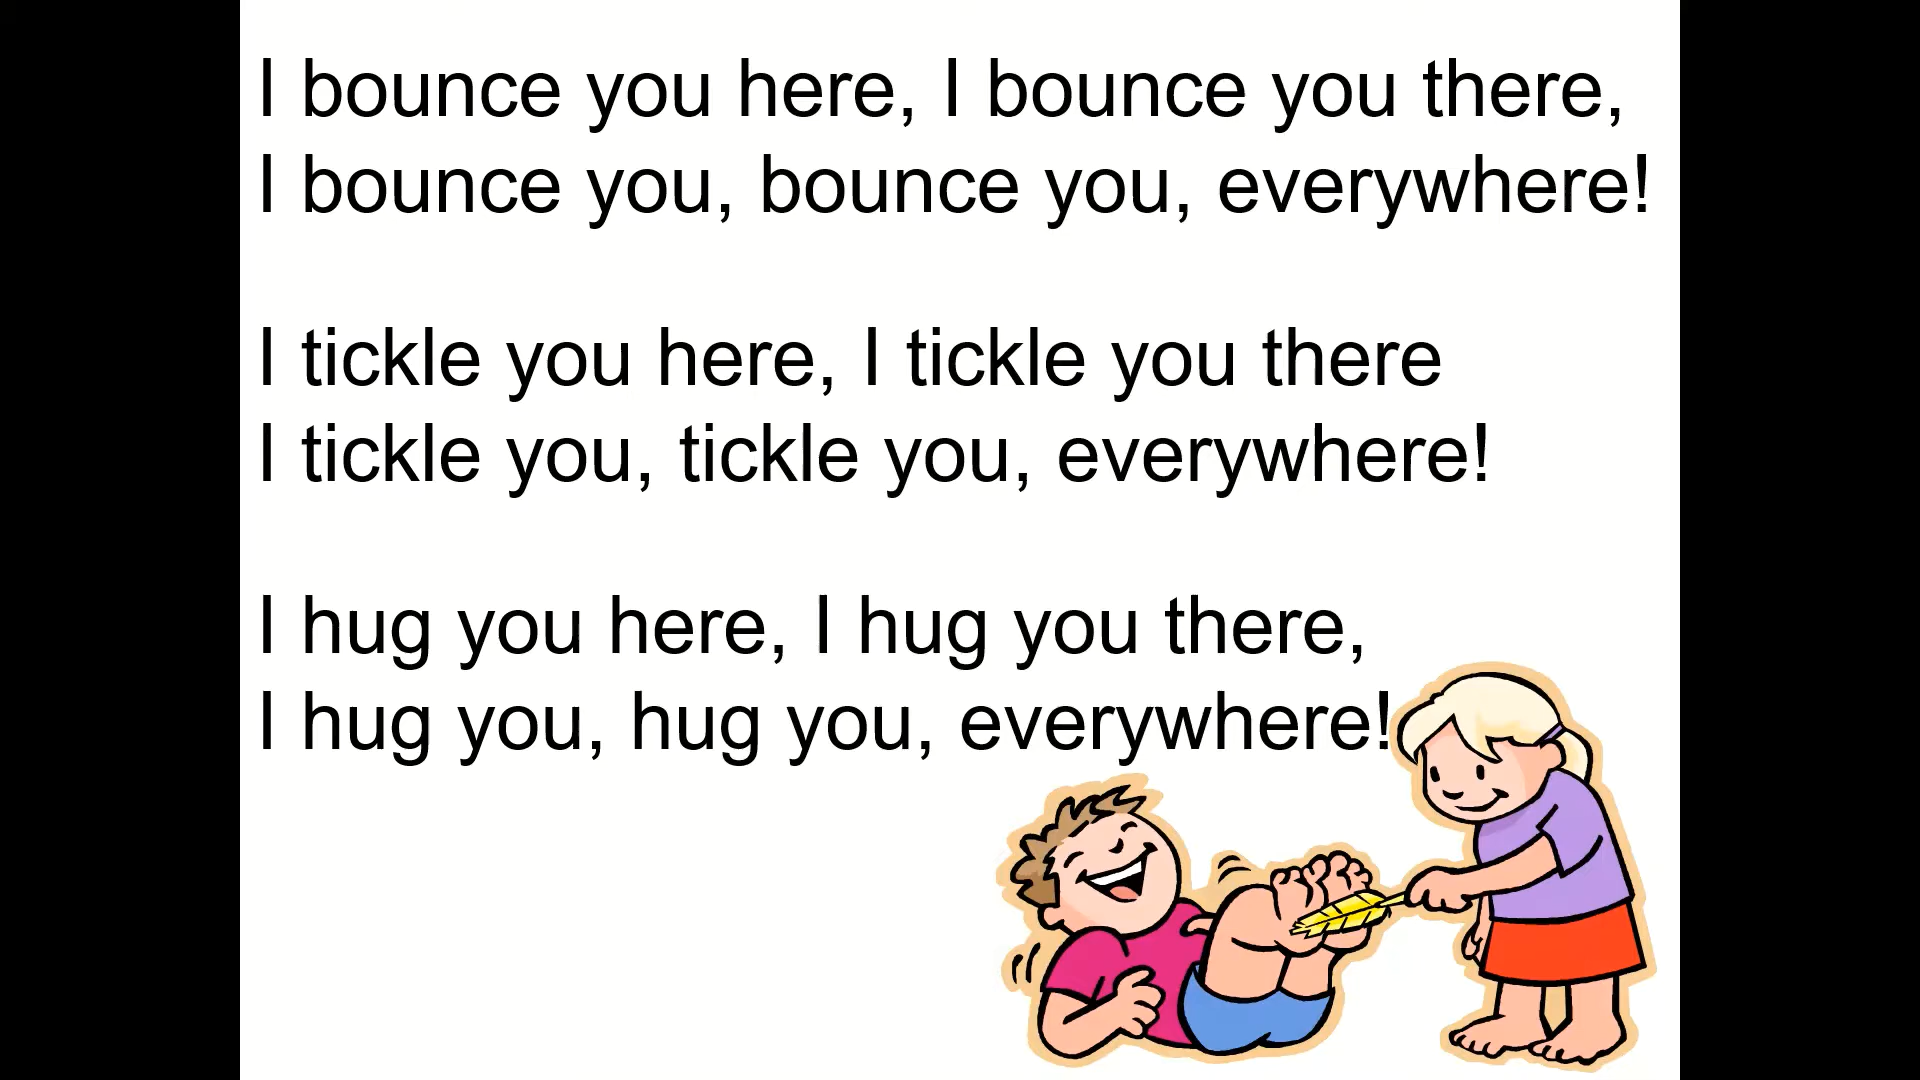 I bounce you here, I bounce you there,
I bounce you, bounce you, everywhere!
I tickle you here, I tickle you there
I tickle you, tickle you, everywhere!
I hug you here, I hug you there,
I hug you, hug you, everywhere!